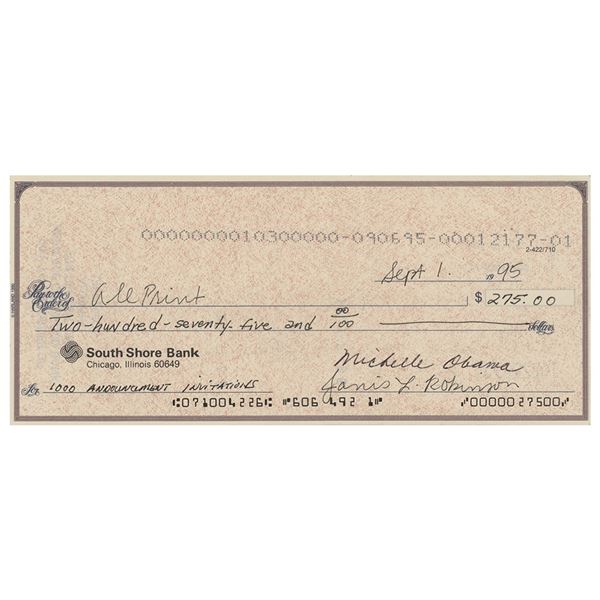 0000000010300000-090695-00012177-01
2-422/710
Sept 1. 1995
Pay to the Order of All Print $ 275.00
Two-hundred-seventy-five and 00/100 dollars
South Shore Bank
Chicago, Illinois 60649
Michelle Obama
For 1000 ANNOUNCEMENT INVITATIONS Janis L. Robinson
⑆071004226⑆ ⑈606 492 1⑈ ⑇0000027500⑇